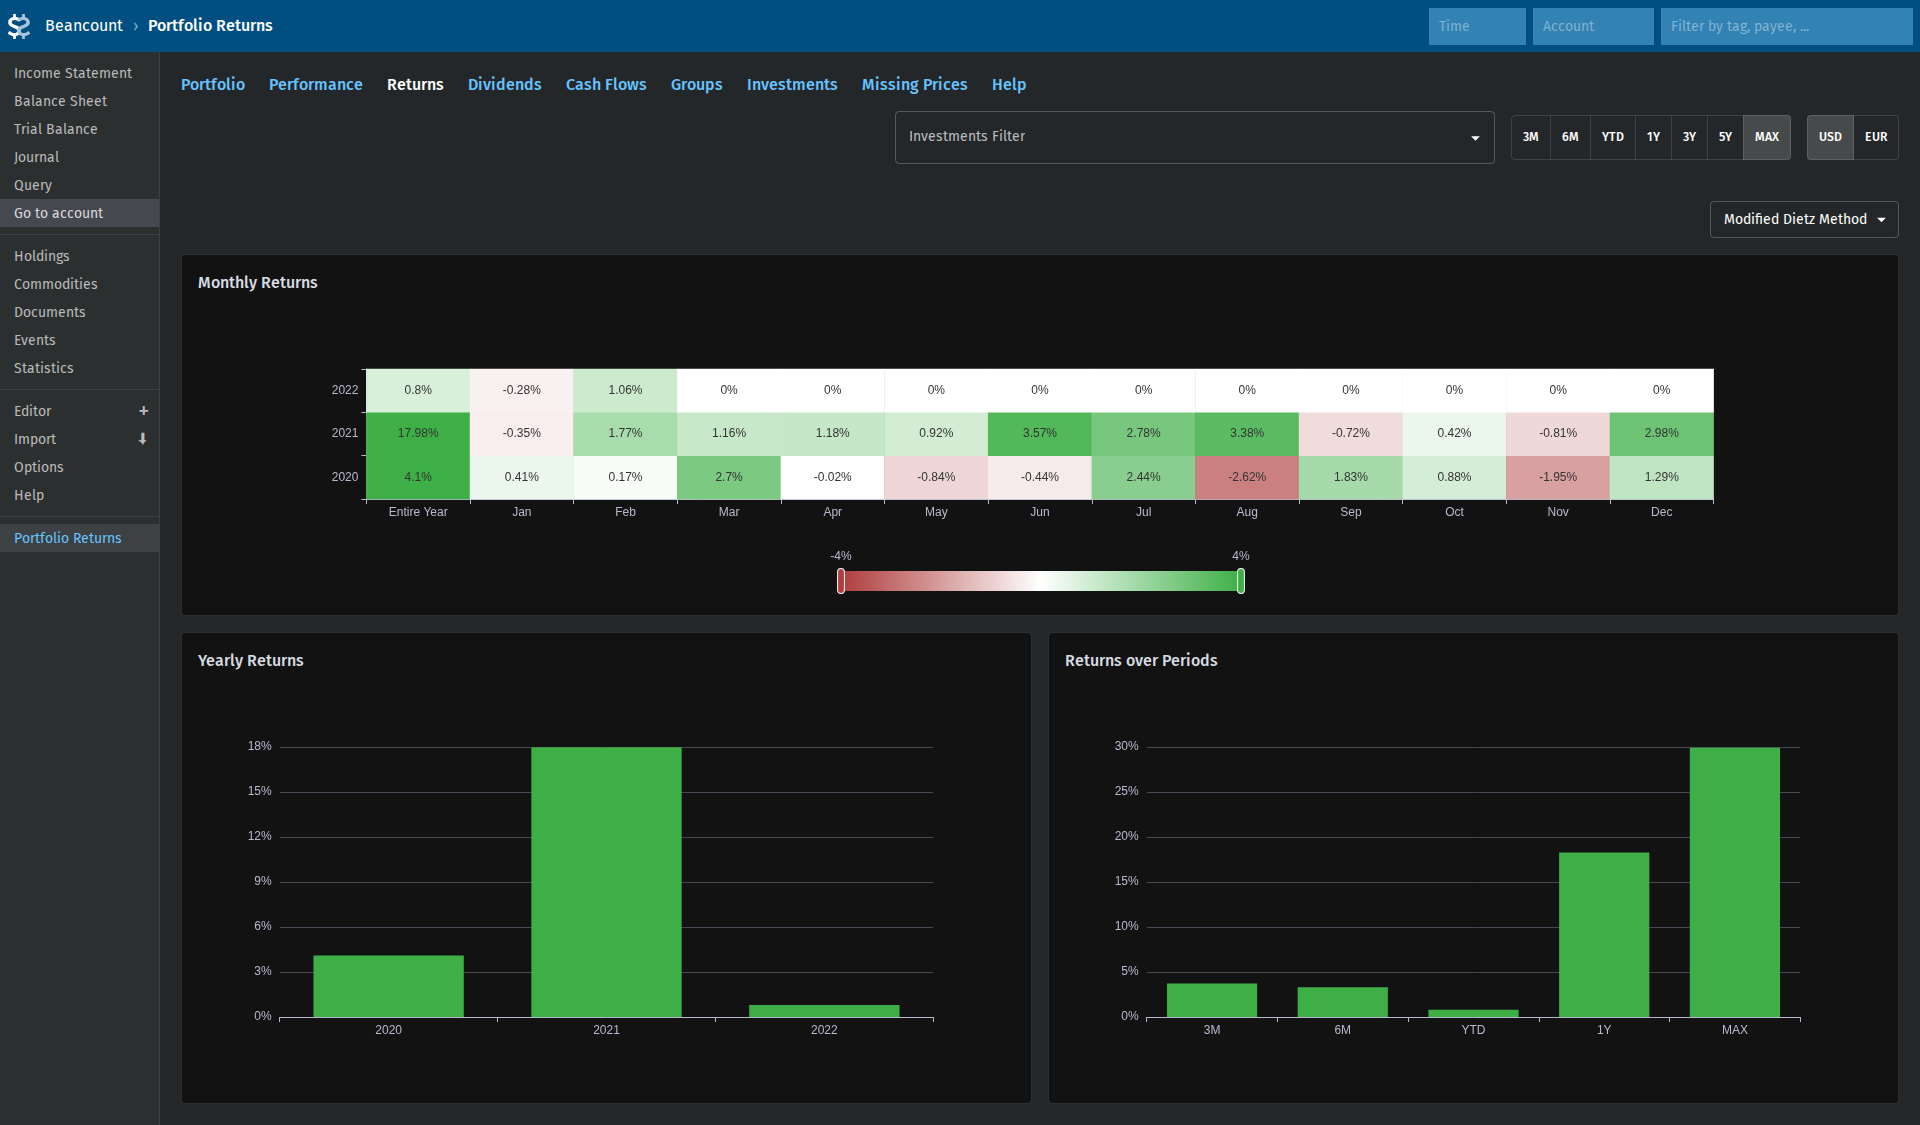 Beancount › Portfolio Returns
Time
Account
Filter by tag, payee, ...
Income Statement
Balance Sheet
Trial Balance
Journal
Query
Go to account
Holdings
Commodities
Documents
Events
Statistics
Editor +
Import
Options
Help
Portfolio Returns
Portfolio Performance Returns Dividends Cash Flows Groups Investments Missing Prices Help
Investments Filter
3M 6M YTD 1Y 3Y 5Y MAX
USD EUR
Modified Dietz Method
Monthly Returns
2022 0.8% -0.28% 1.06% 0% 0% 0% 0% 0% 0% 0% 0% 0% 0%
2021 17.98% -0.35% 1.77% 1.16% 1.18% 0.92% 3.57% 2.78% 3.38% -0.72% 0.42% -0.81% 2.98%
2020 4.1% 0.41% 0.17% 2.7% -0.02% -0.84% -0.44% 2.44% -2.62% 1.83% 0.88% -1.95% 1.29%
Entire Year Jan Feb Mar Apr May Jun Jul Aug Sep Oct Nov Dec
-4% 4%
Yearly Returns
18%
15%
12%
9%
6%
3%
0%
2020 2021 2022
Returns over Periods
30%
25%
20%
15%
10%
5%
0%
3M 6M YTD 1Y MAX